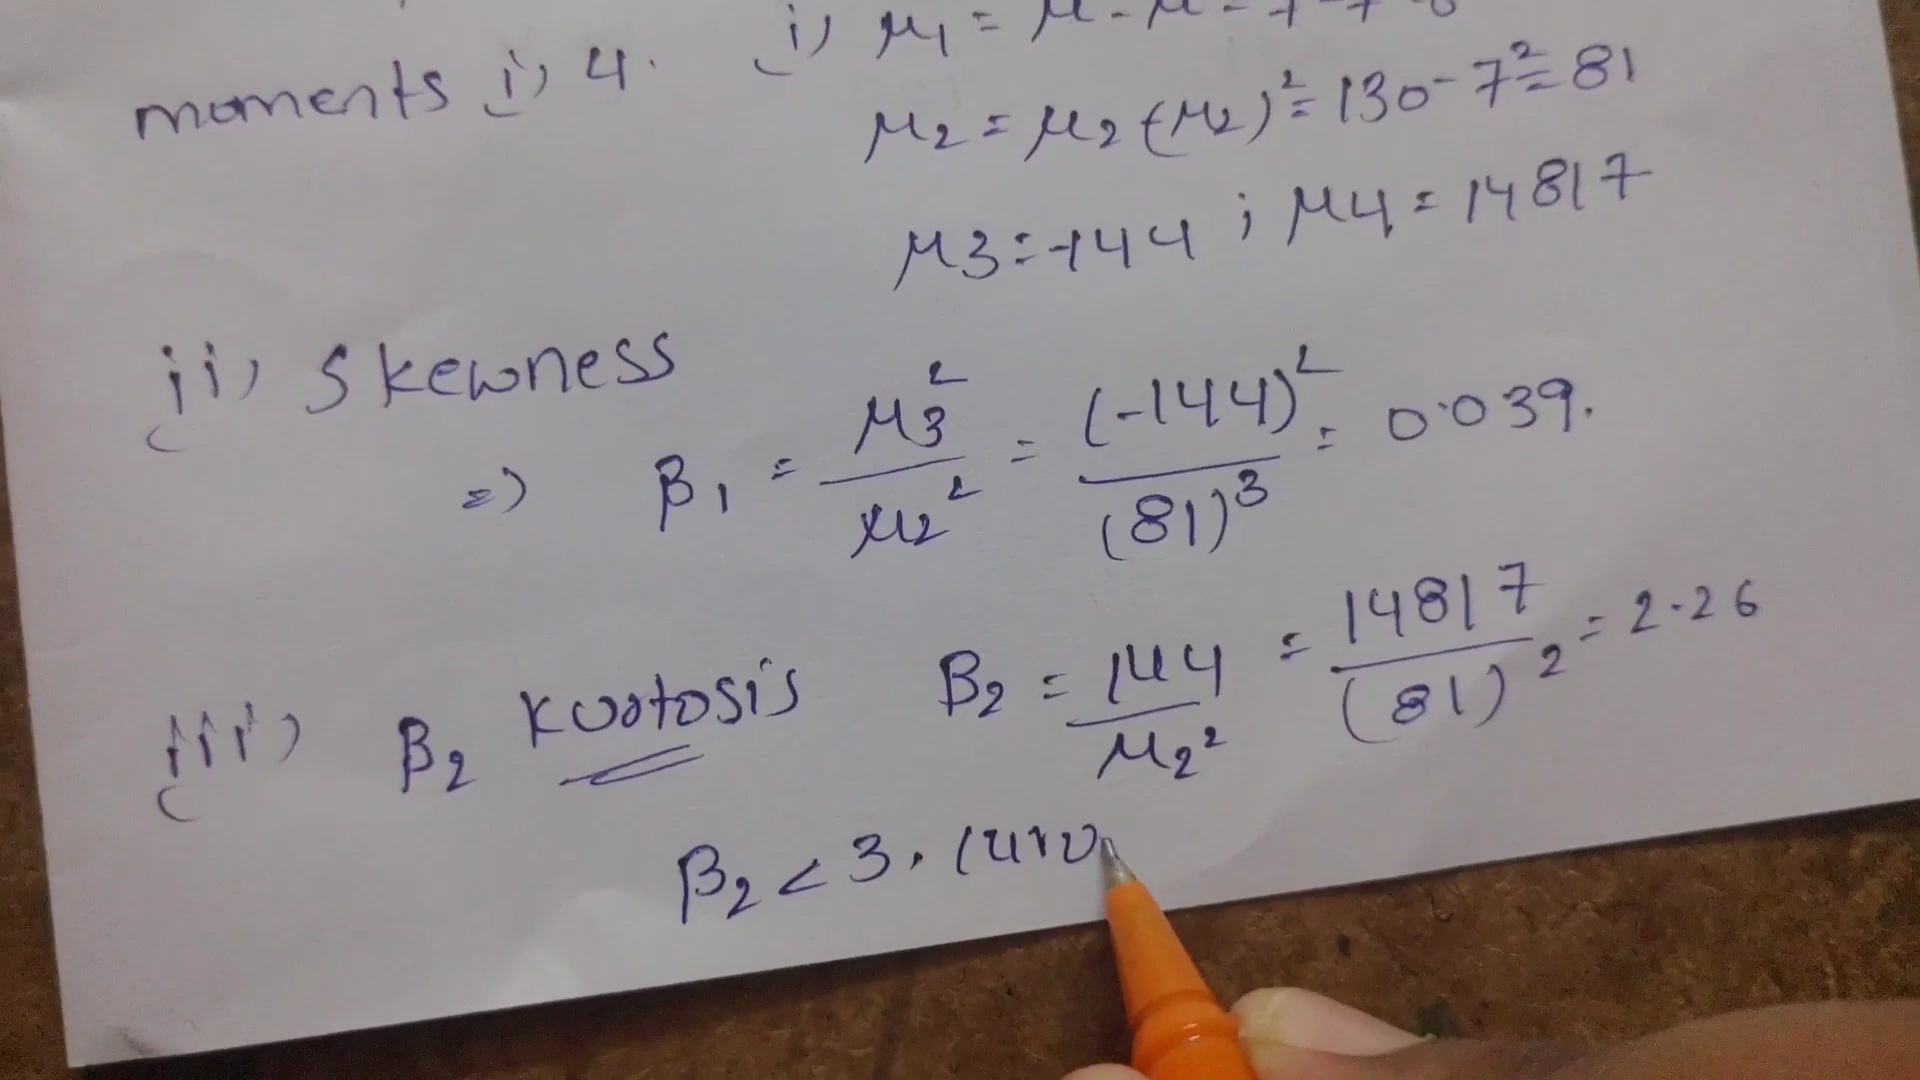 i) μ1 = μ - μ =
moments i) 4.
μ2 = μ2 - (μ2)² = 130 - 7² = 81
μ3 = -144 ; μ4 = 14817
ii) Skewness
=) β1 = μ3² / μ2² = (-144)² / (81)³ = 0.039.
iii) β2 Kurtosis β2 = 144 / μ2² = 14817 / (81)² = 2.26
β2 < 3. Curv